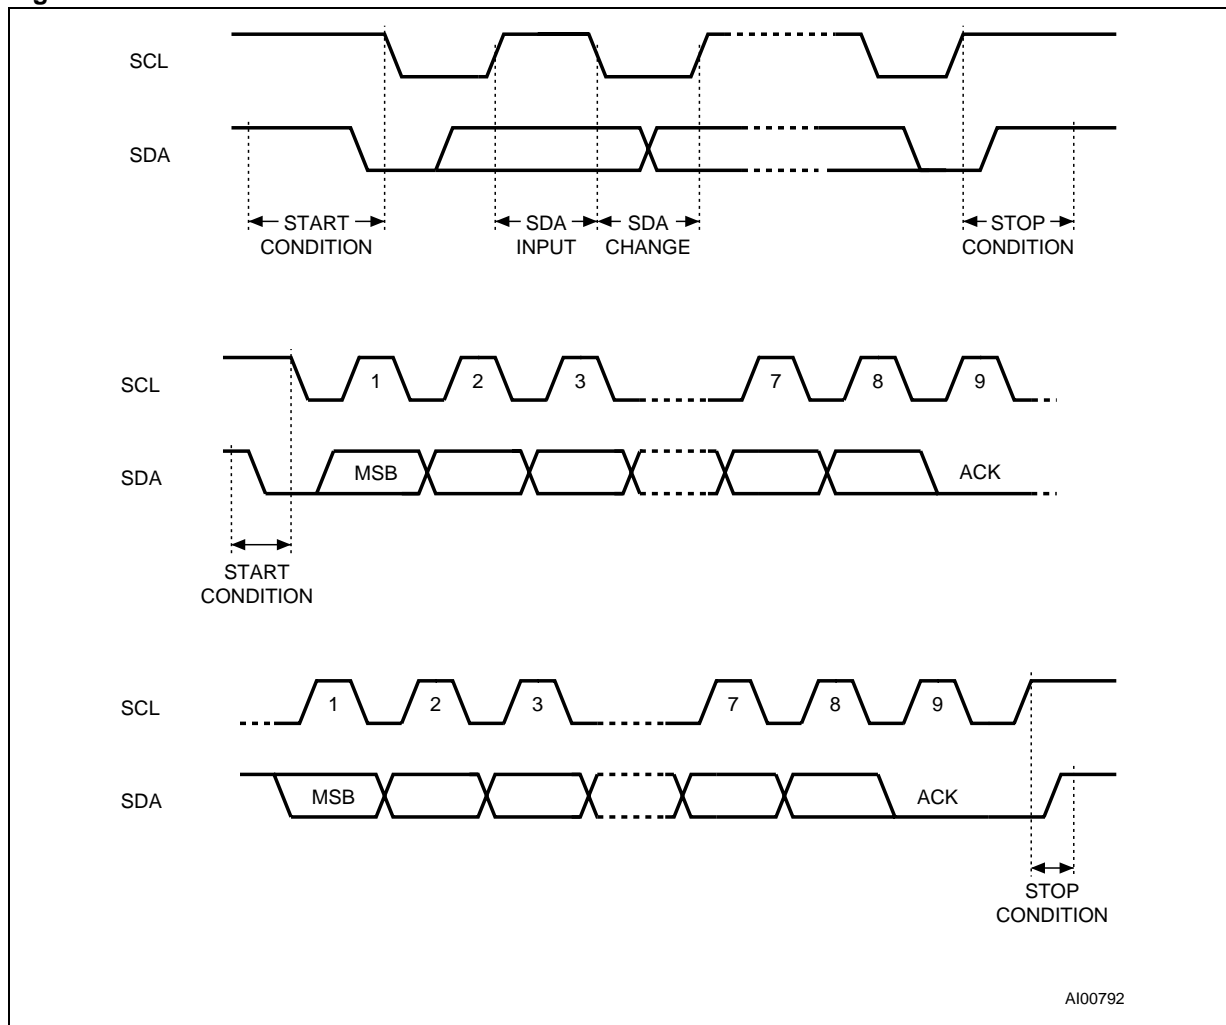 SCL
SDA
START
CONDITION
SDA
INPUT
SDA
CHANGE
STOP
CONDITION
SCL
1 2 3 7 8 9
SDA
MSB ACK
START
CONDITION
SCL
1 2 3 7 8 9
SDA
MSB ACK
STOP
CONDITION
AI00792